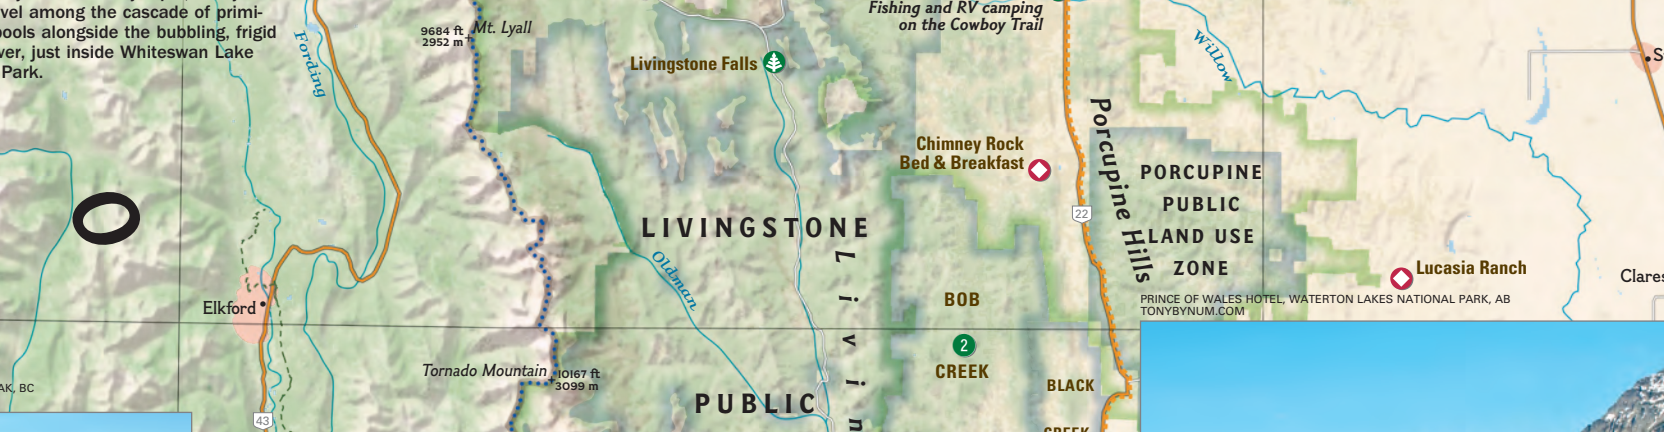 vel among the cascade of primi-
pools alongside the bubbling, frigid
ver, just inside Whiteswan Lake
Park.
Fording
9684 ft
2952 m
Mt. Lyall
Livingstone Falls
Fishing and RV camping
on the Cowboy Trail
Willow
S
Chimney Rock
Bed & Breakfast
Porcupine Hills
PORCUPINE
PUBLIC
LAND USE
ZONE
22
O
LIVINGSTONE
Oldman
Livin
Lucasia Ranch
Clares
PRINCE OF WALES HOTEL, WATERTON LAKES NATIONAL PARK, AB
TONYBYNUM.COM
Elkford
BOB
2
CREEK
Tornado Mountain
10167 ft
3099 m
BLACK
AK, BC
PUBLIC
43
CREEK